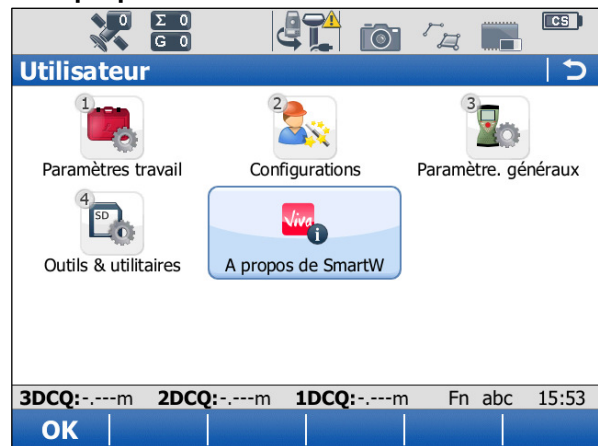 0 Σ 0 CS
G 0
Utilisateur
1 2 3
Paramètres travail Configurations Paramètre. généraux
4 SD Viva
Outils & utilitaires A propos de SmartW
3DCQ:-.---m 2DCQ:-.---m 1DCQ:-.---m Fn abc 15:53
OK